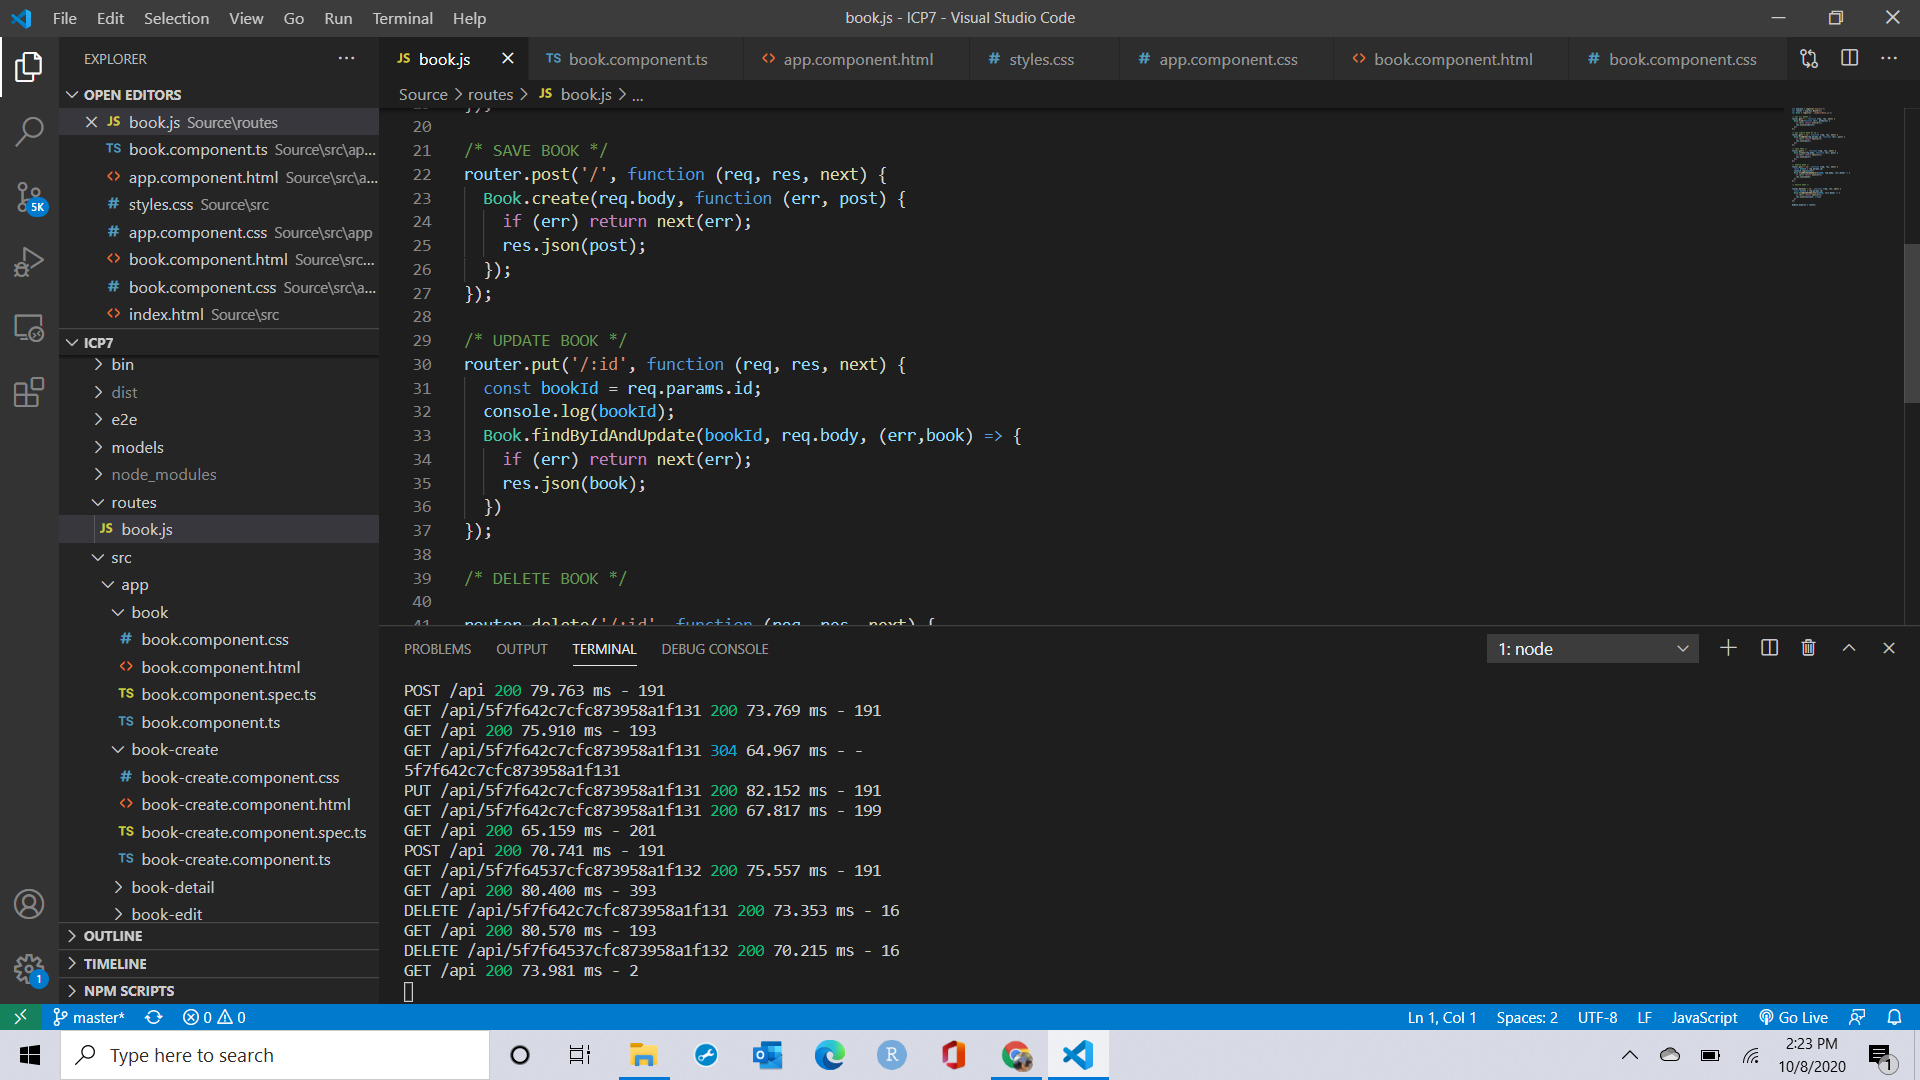 File Edit Selection View Go Run Terminal Help
book.js - ICP7 - Visual Studio Code
EXPLORER
OPEN EDITORS
JS book.js Source\routes
TS book.component.ts Source\src\ap...
<> app.component.html Source\src\a...
# styles.css Source\src
# app.component.css Source\src\app
<> book.component.html Source\src...
# book.component.css Source\src\a...
<> index.html Source\src
ICP7
bin
dist
e2e
models
node_modules
routes
JS book.js
src
app
book
# book.component.css
<> book.component.html
TS book.component.spec.ts
TS book.component.ts
book-create
# book-create.component.css
<> book-create.component.html
TS book-create.component.spec.ts
TS book-create.component.ts
book-detail
book-edit
OUTLINE
TIMELINE
NPM SCRIPTS
5K
1
JS book.js
TS book.component.ts
<> app.component.html
# styles.css
# app.component.css
<> book.component.html
# book.component.css
Source > routes > JS book.js > ...
20
21 /* SAVE BOOK */
22 router.post('/', function (req, res, next) {
23 Book.create(req.body, function (err, post) {
24 if (err) return next(err);
25 res.json(post);
26 });
27 });
28
29 /* UPDATE BOOK */
30 router.put('/:id', function (req, res, next) {
31 const bookId = req.params.id;
32 console.log(bookId);
33 Book.findByIdAndUpdate(bookId, req.body, (err,book) => {
34 if (err) return next(err);
35 res.json(book);
36 })
37 });
38
39 /* DELETE BOOK */
40
41 router.delete('/:id', function (req, res, next) {
PROBLEMS OUTPUT TERMINAL DEBUG CONSOLE
1: node
POST /api 200 79.763 ms - 191
GET /api/5f7f642c7cfc873958a1f131 200 73.769 ms - 191
GET /api 200 75.910 ms - 193
GET /api/5f7f642c7cfc873958a1f131 304 64.967 ms - -
5f7f642c7cfc873958a1f131
PUT /api/5f7f642c7cfc873958a1f131 200 82.152 ms - 191
GET /api/5f7f642c7cfc873958a1f131 200 67.817 ms - 199
GET /api 200 65.159 ms - 201
POST /api 200 70.741 ms - 191
GET /api/5f7f64537cfc873958a1f132 200 75.557 ms - 191
GET /api 200 80.400 ms - 393
DELETE /api/5f7f642c7cfc873958a1f131 200 73.353 ms - 16
GET /api 200 80.570 ms - 193
DELETE /api/5f7f64537cfc873958a1f132 200 70.215 ms - 16
GET /api 200 73.981 ms - 2
master* 0 0
Ln 1, Col 1 Spaces: 2 UTF-8 LF JavaScript Go Live
Type here to search
R
2:23 PM
10/8/2020
1